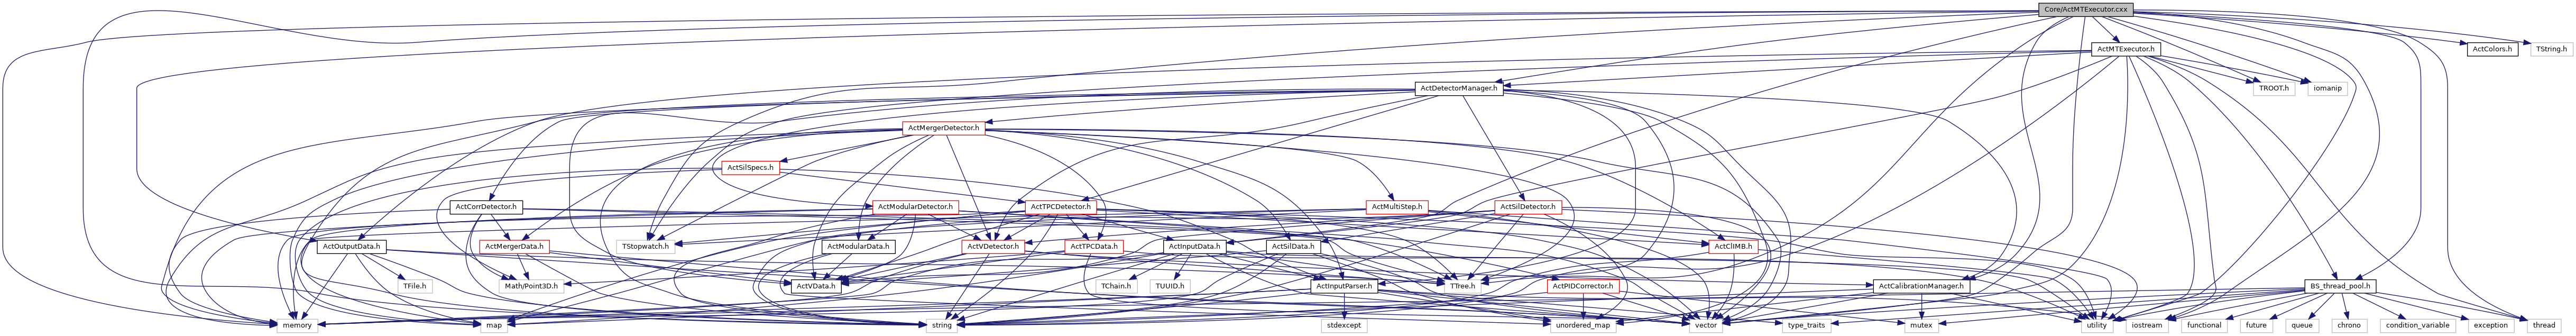 Core/ActMTExecutor.cxx
ActMTExecutor.h
ActColors.h
TString.h
ActDetectorManager.h
TROOT.h
iomanip
ActMergerDetector.h
ActSilSpecs.h
ActCorrDetector.h
ActModularDetector.h
ActTPCDetector.h
ActMultiStep.h
ActSilDetector.h
ActOutputData.h
ActMergerData.h
TStopwatch.h
ActModularData.h
ActVDetector.h
ActTPCData.h
ActInputData.h
ActSilData.h
ActClIMB.h
TFile.h
Math/Point3D.h
ActVData.h
TChain.h
TUUID.h
ActInputParser.h
TTree.h
ActPIDCorrector.h
ActCalibrationManager.h
BS_thread_pool.h
memory
map
string
stdexcept
unordered_map
vector
type_traits
mutex
utility
iostream
functional
future
queue
chrono
condition_variable
exception
thread